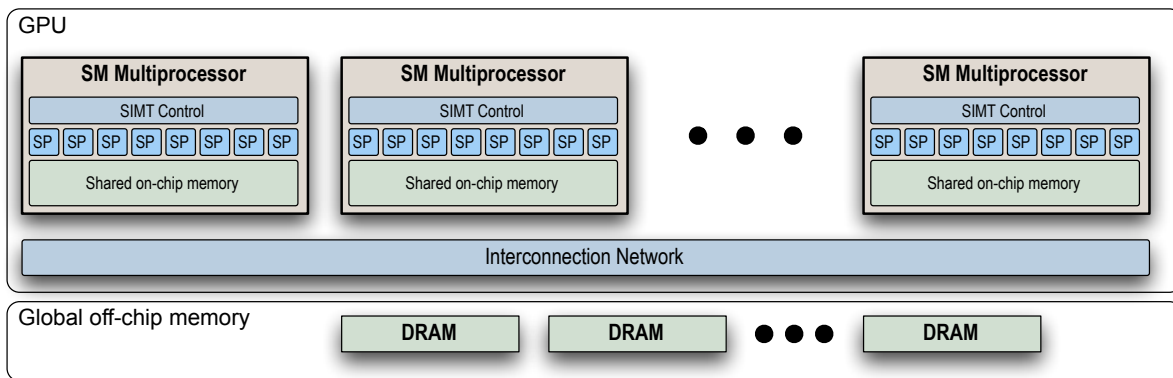 GPU
SM Multiprocessor SM Multiprocessor SM Multiprocessor
SIMT Control SIMT Control SIMT Control
SP SP SP SP SP SP SP SP SP SP SP SP SP SP SP SP SP SP SP SP SP SP SP SP
Shared on-chip memory Shared on-chip memory Shared on-chip memory
Interconnection Network
Global off-chip memory
DRAM DRAM DRAM